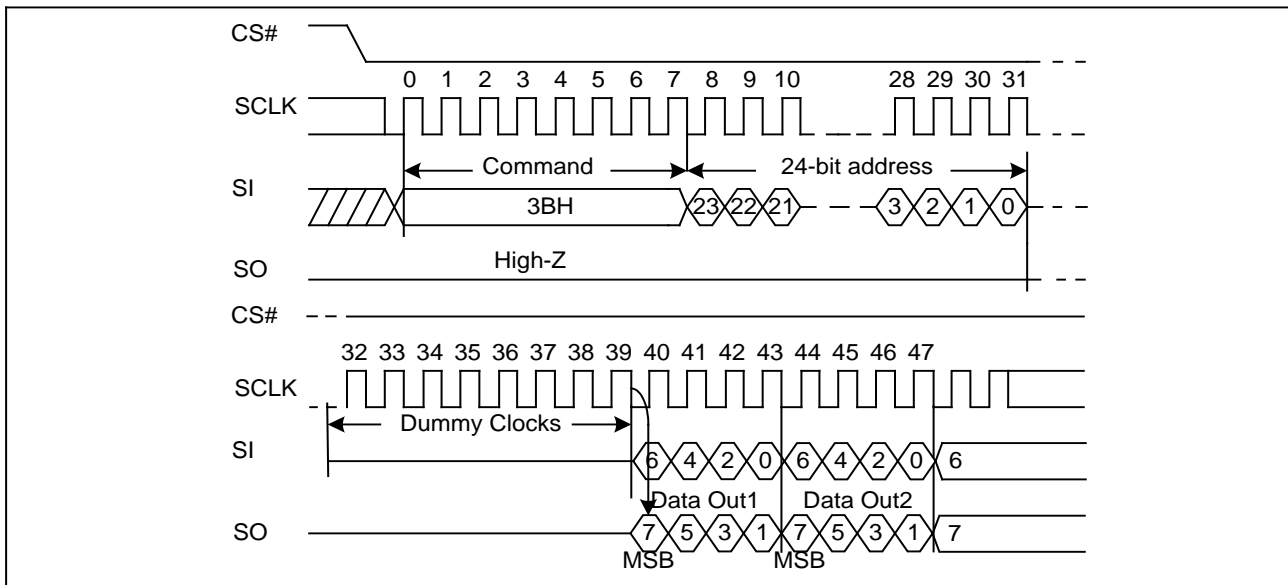 CS#
0 1 2 3 4 5 6 7 8 9 10 28 29 30 31
SCLK
Command 24-bit address
SI
3BH 23 22 21 3 2 1 0
High-Z
SO
CS#
32 33 34 35 36 37 38 39 40 41 42 43 44 45 46 47
SCLK
Dummy Clocks
SI
6 4 2 0 6 4 2 0 6
Data Out1 Data Out2
SO
7 5 3 1 7 5 3 1 7
MSB MSB